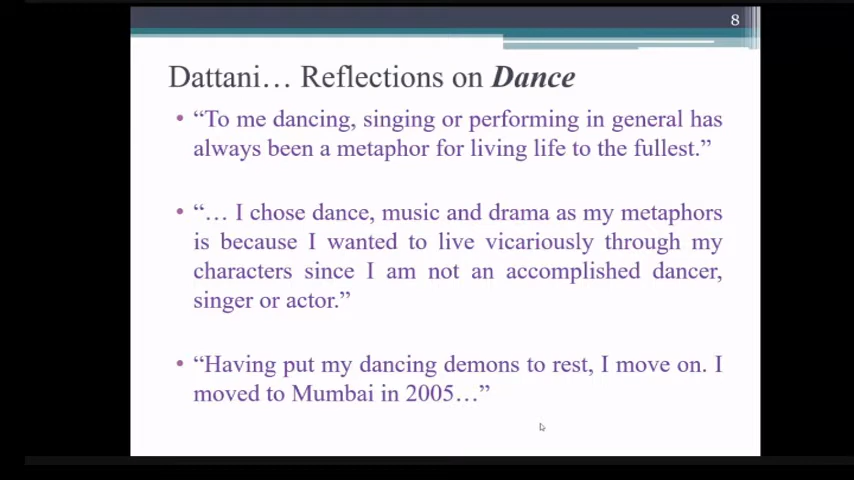 8
Dattani… Reflections on Dance
• “To me dancing, singing or performing in general has
always been a metaphor for living life to the fullest.”
• “… I chose dance, music and drama as my metaphors
is because I wanted to live vicariously through my
characters since I am not an accomplished dancer,
singer or actor.”
• “Having put my dancing demons to rest, I move on. I
moved to Mumbai in 2005…”